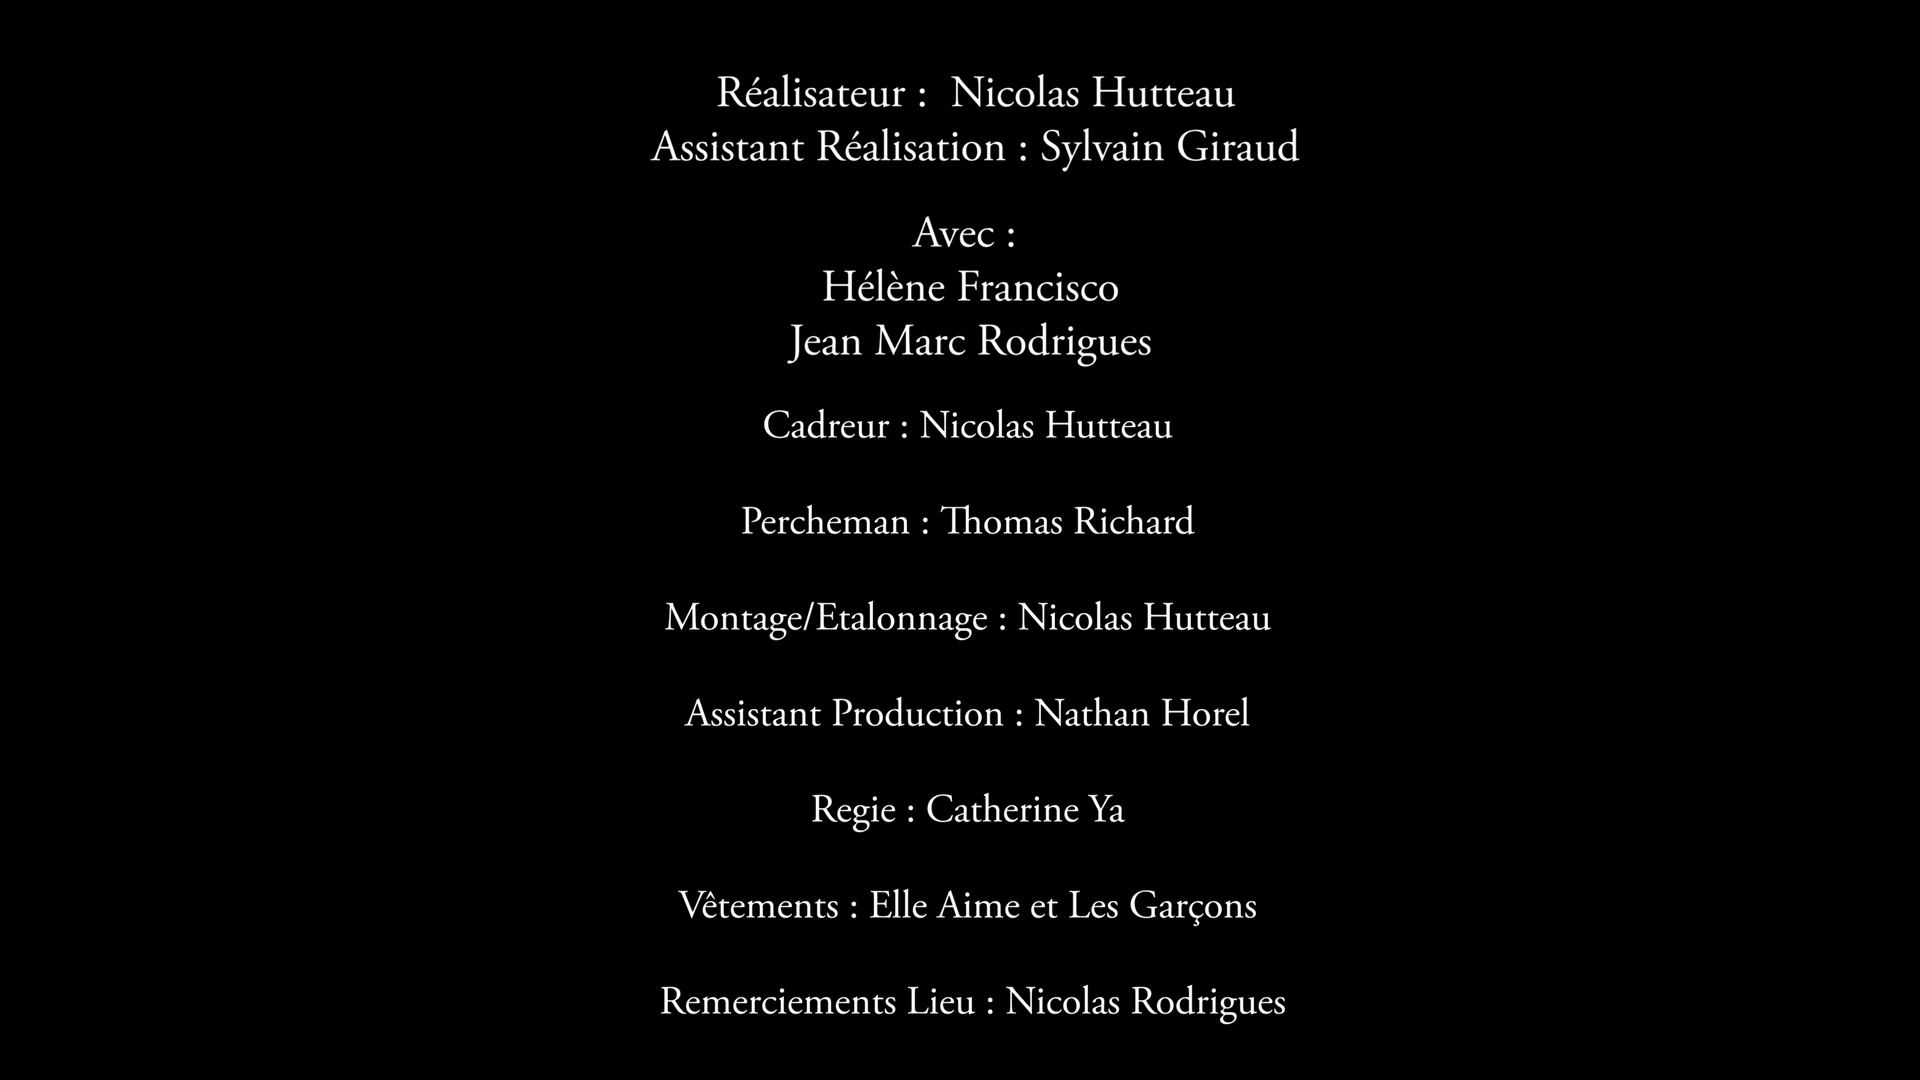 Réalisateur : Nicolas Hutteau
Assistant Réalisation : Sylvain Giraud
Avec :
Hélène Francisco
Jean Marc Rodrigues
Cadreur : Nicolas Hutteau
Percheman : Thomas Richard
Montage/Etalonnage : Nicolas Hutteau
Assistant Production : Nathan Horel
Regie : Catherine Ya
Vêtements : Elle Aime et Les Garçons
Remerciements Lieu : Nicolas Rodrigues